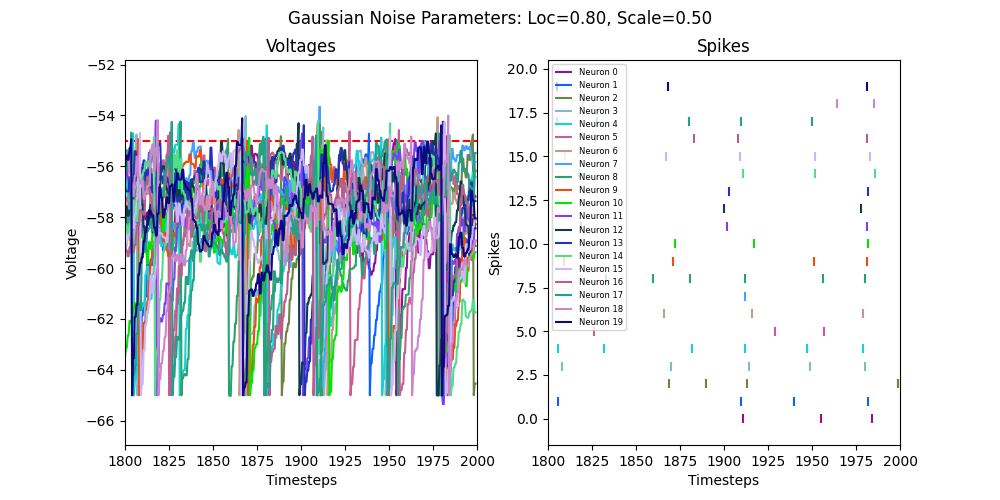 Gaussian Noise Parameters: Loc=0.80, Scale=0.50
Voltages
Voltage
−52
−54
−56
−58
−60
−62
−64
−66
1800 1825 1850 1875 1900 1925 1950 1975 2000
Timesteps
Spikes
Spikes
20.0
17.5
15.0
12.5
10.0
7.5
5.0
2.5
0.0
Neuron 0
Neuron 1
Neuron 2
Neuron 3
Neuron 4
Neuron 5
Neuron 6
Neuron 7
Neuron 8
Neuron 9
Neuron 10
Neuron 11
Neuron 12
Neuron 13
Neuron 14
Neuron 15
Neuron 16
Neuron 17
Neuron 18
Neuron 19
1800 1825 1850 1875 1900 1925 1950 1975 2000
Timesteps